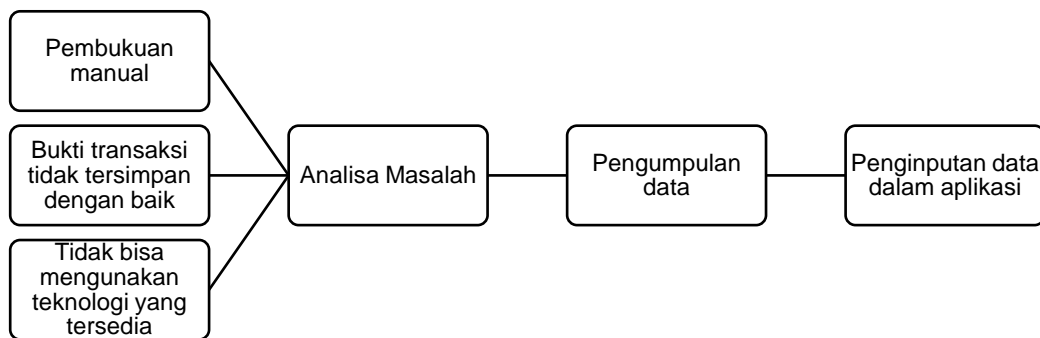 Pembukuan
manual
Bukti transaksi
tidak tersimpan
dengan baik
Tidak bisa
mengunakan
teknologi yang
tersedia
Analisa Masalah
Pengumpulan
data
Penginputan data
dalam aplikasi